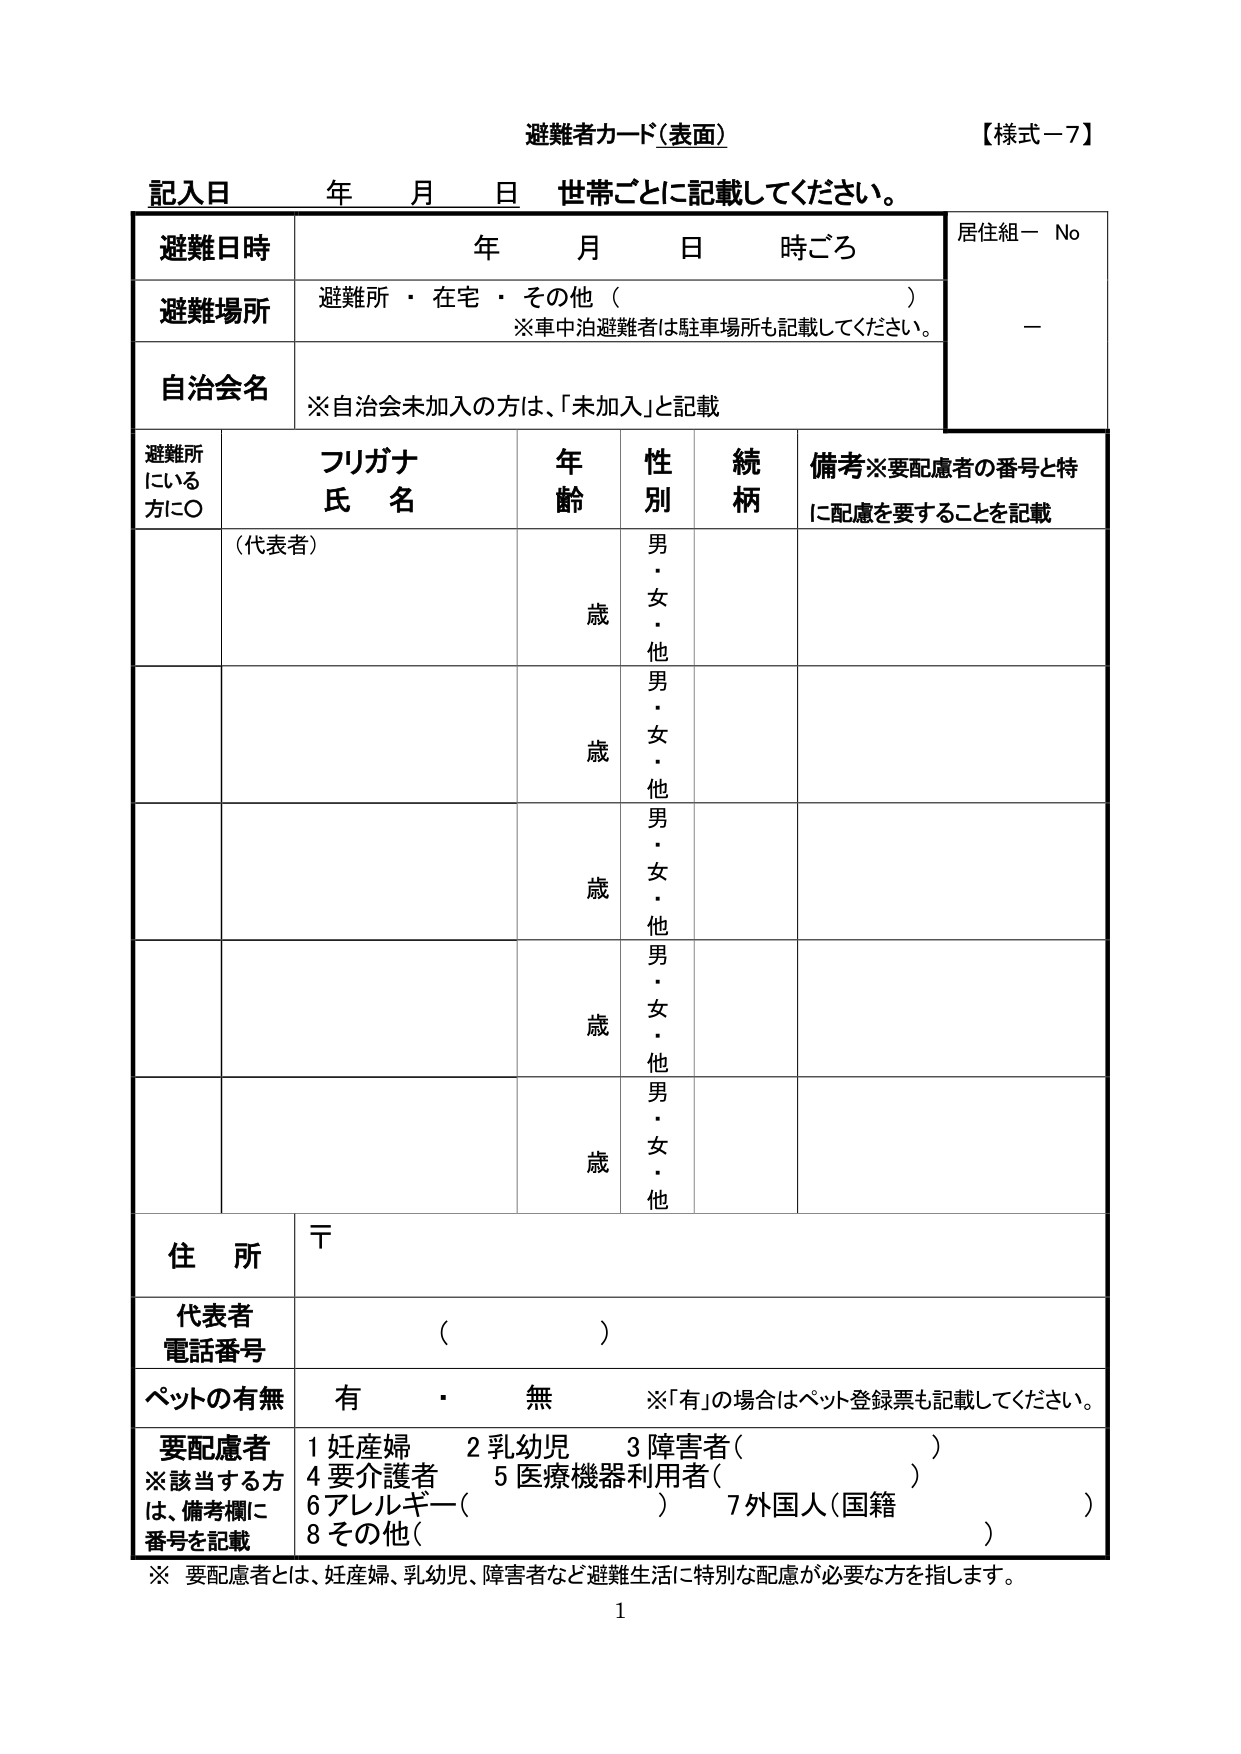 避難者カード（表面）　【様式－7】
記入日　　　年　　月　　日　世帯ごとに記載してください。
避難日時　年　月　日　時ごろ
居住組－　No
－
避難場所　避難所 ・ 在宅 ・ その他 （　　　　　　　　　　）
※車中泊避難者は駐車場所も記載してください。
自治会名
※自治会未加入の方は、「未加入」と記載
避難所
にいる
方に〇
フリガナ
氏　名
年
齢
性
別
続
柄
備考※要配慮者の番号と特
に配慮を要することを記載
（代表者）
歳
男
・
女
・
他
歳
男
・
女
・
他
歳
男
・
女
・
他
歳
男
・
女
・
他
歳
男
・
女
・
他
住　所　〒
代表者
電話番号
（　　　　　　）
ペットの有無　有　・　無　※「有」の場合はペット登録票も記載してください。
要配慮者
※該当する方
は、備考欄に
番号を記載
1 妊産婦　2 乳幼児　3 障害者（　　　　　　　）
4 要介護者　5 医療機器利用者（　　　　　　　）
6 アレルギー（　　　　　　　）　7 外国人（国籍　　　　　　　）
8 その他（　　　　　　　　　　　　　　　　　　　　　）
※　要配慮者とは、妊産婦、乳幼児、障害者など避難生活に特別な配慮が必要な方を指します。
1